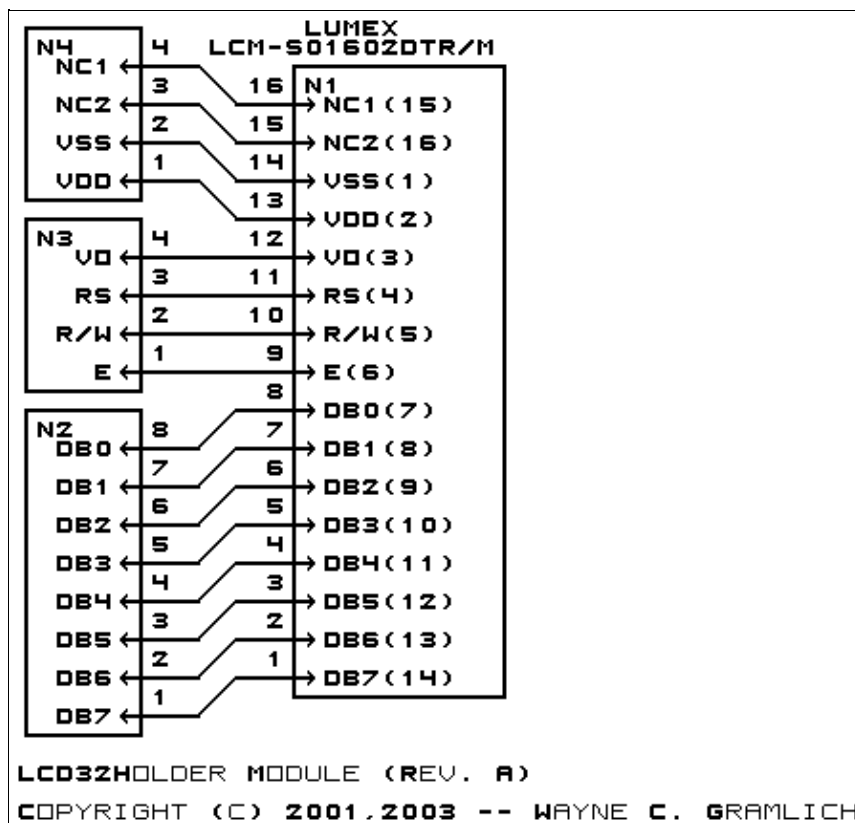 LUMEX
LCM-S01602DTR/M
N4
4
NC1
3
NC2
2
VSS
1
VDD
N3
4
VO
3
RS
2
R/W
1
E
N2
8
DB0
7
DB1
6
DB2
5
DB3
4
DB4
3
DB5
2
DB6
1
DB7
N1
16
NC1(15)
15
NC2(16)
14
VSS(1)
13
VDD(2)
12
VO(3)
11
RS(4)
10
R/W(5)
9
E(6)
8
DB0(7)
7
DB1(8)
6
DB2(9)
5
DB3(10)
4
DB4(11)
3
DB5(12)
2
DB6(13)
1
DB7(14)
LCD32HOLDER MODULE (REV. A)
COPYRIGHT (C) 2001,2003 -- WAYNE C. GRAMLICH